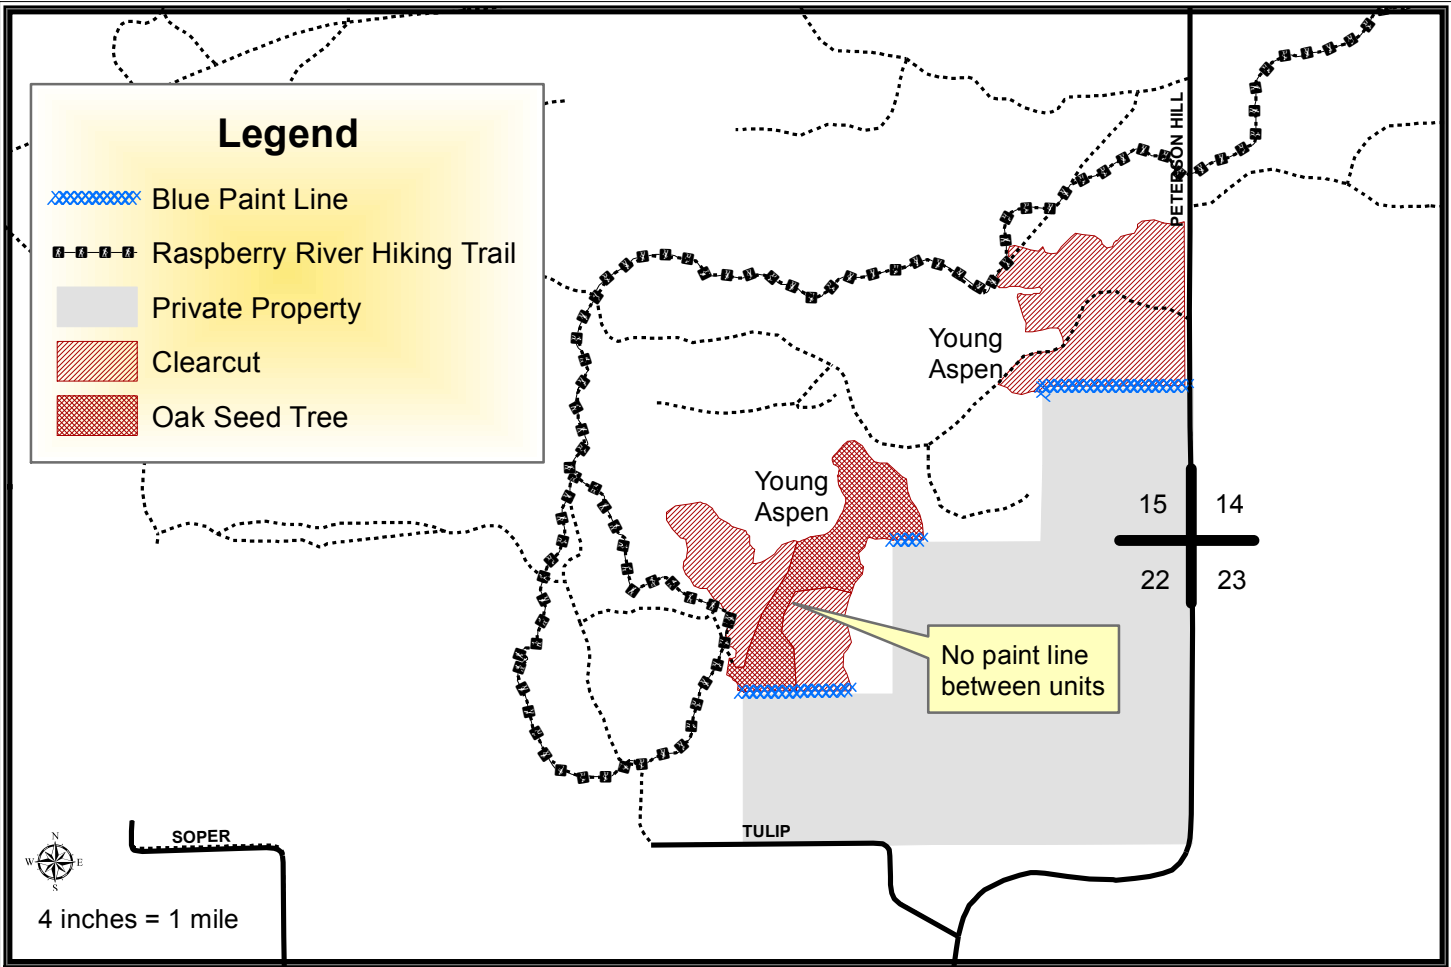 Legend
Blue Paint Line
Raspberry River Hiking Trail
Private Property
Clearcut
Oak Seed Tree
PETERSON HILL
Young
Aspen
Young
Aspen
15 14
22 23
No paint line
between units
TULIP
SOPER
N
W E
S
4 inches = 1 mile